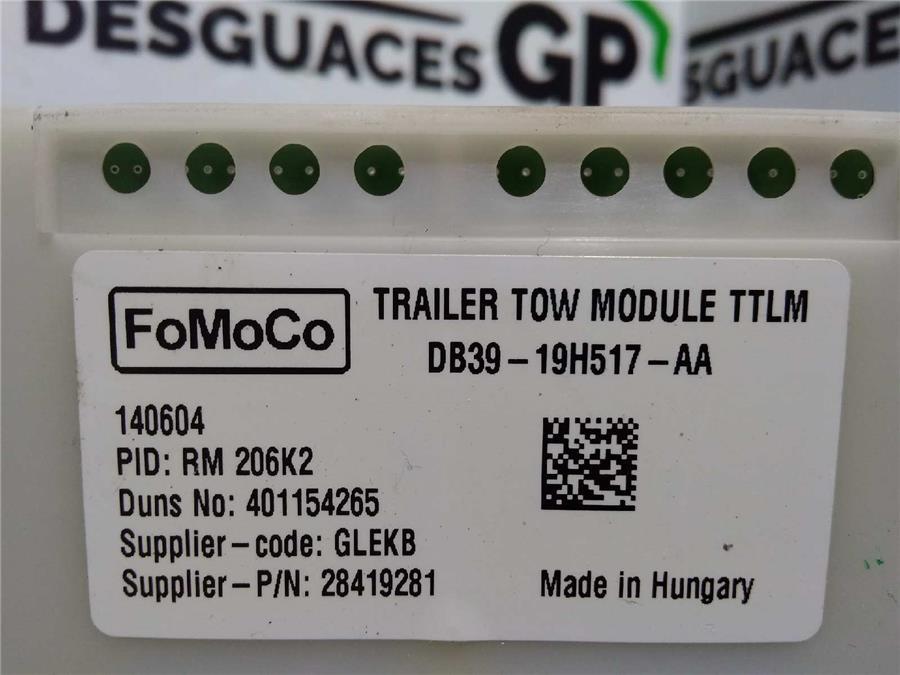 DESGUACES GP
SGUACE
FoMoCo
TRAILER TOW MODULE TTLM
DB39-19H517-AA
140604
PID: RM 206K2
Duns No: 401154265
Supplier-code: GLEKB
Supplier-P/N: 28419281
Made in Hungary